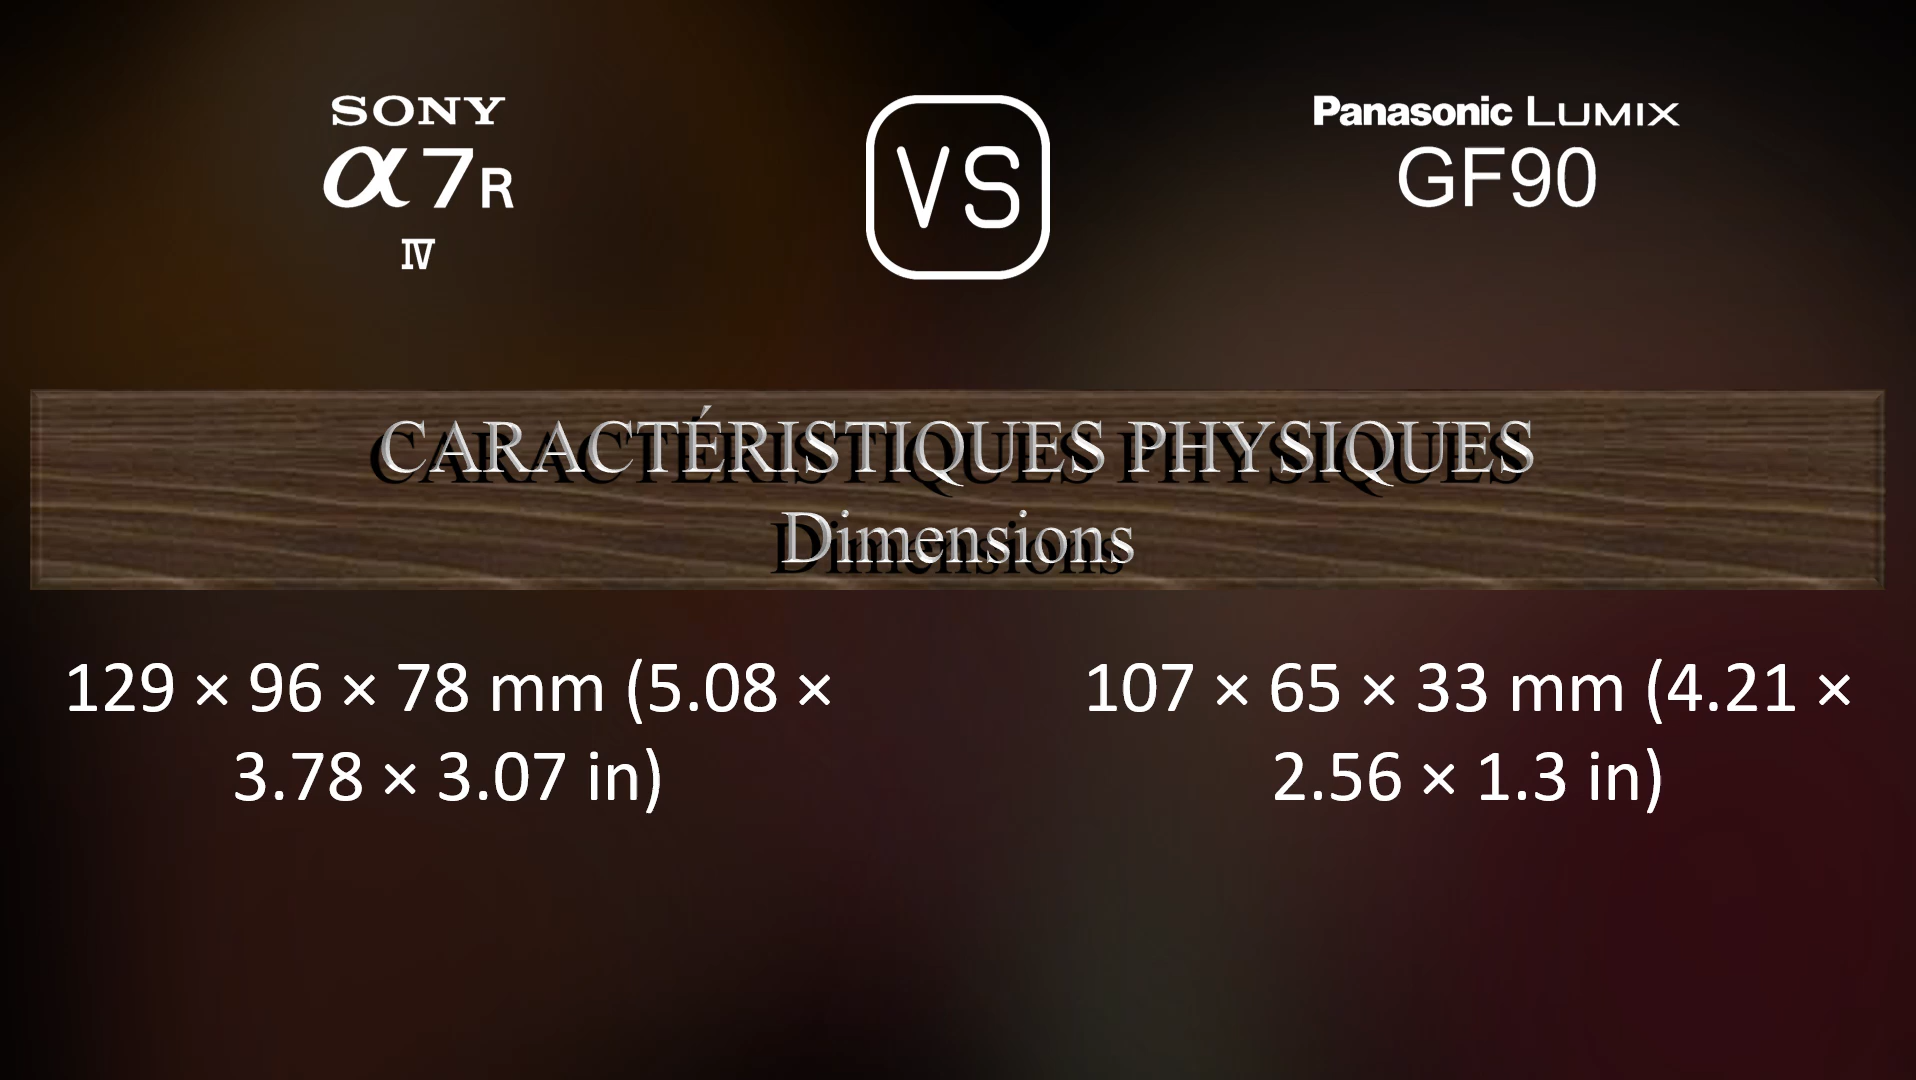 SONY
α7R
IV
VS
Panasonic LUMIX
GF90
CARACTÉRISTIQUES PHYSIQUES
Dimensions
129 × 96 × 78 mm (5.08 ×
3.78 × 3.07 in)
107 × 65 × 33 mm (4.21 ×
2.56 × 1.3 in)